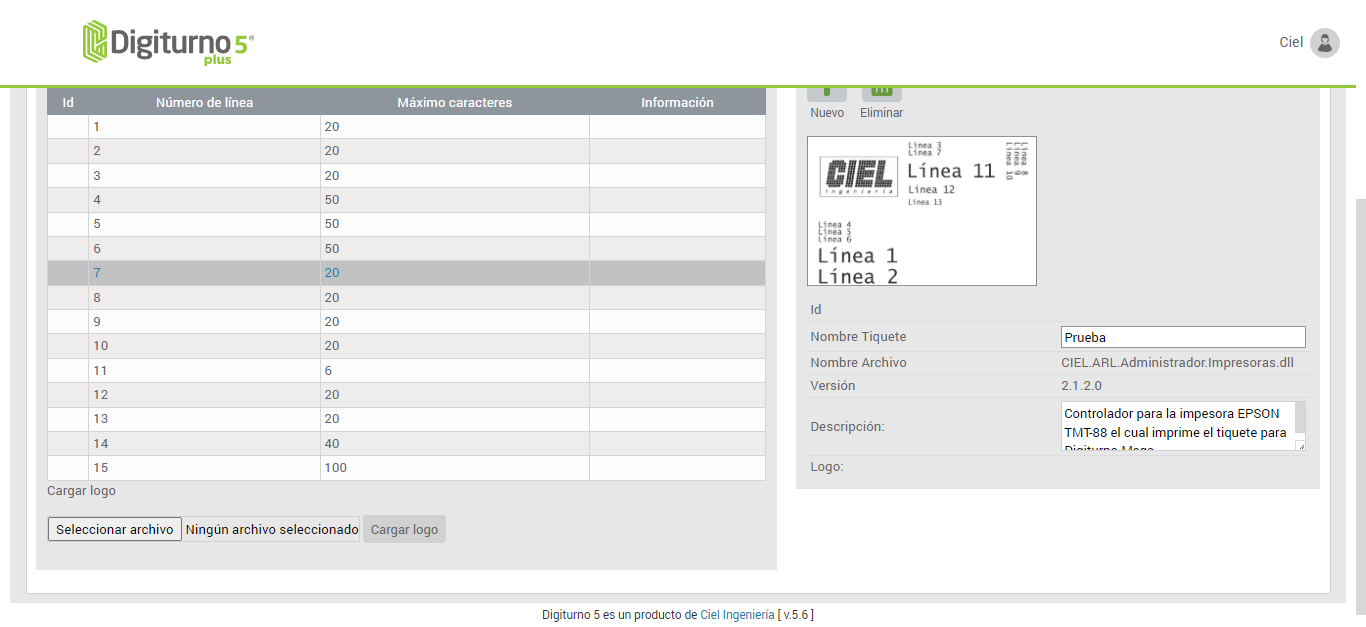 Digiturno 5®
plus
Ciel
Id Número de línea Máximo caracteres Información
1 20
2 20
3 20
4 50
5 50
6 50
7 20
8 20
9 20
10 20
11 6
12 20
13 20
14 40
15 100
Cargar logo
Seleccionar archivo Ningún archivo seleccionado Cargar logo
Nuevo Eliminar
Línea 3
Línea 7
CIEL
ingeniería
Línea 11
Línea 12
Línea 13
Línea 8
Línea 9
Línea 10
Línea 4
Línea 5
Línea 6
Línea 1
Línea 2
Id
Nombre Tiquete Prueba
Nombre Archivo CIEL.ARL.Administrador.Impresoras.dll
Versión 2.1.2.0
Descripción: Controlador para la impesora EPSON
TMT-88 el cual imprime el tiquete para
Digiturno Mega
Logo:
Digiturno 5 es un producto de Ciel Ingeniería [ v.5.6 ]